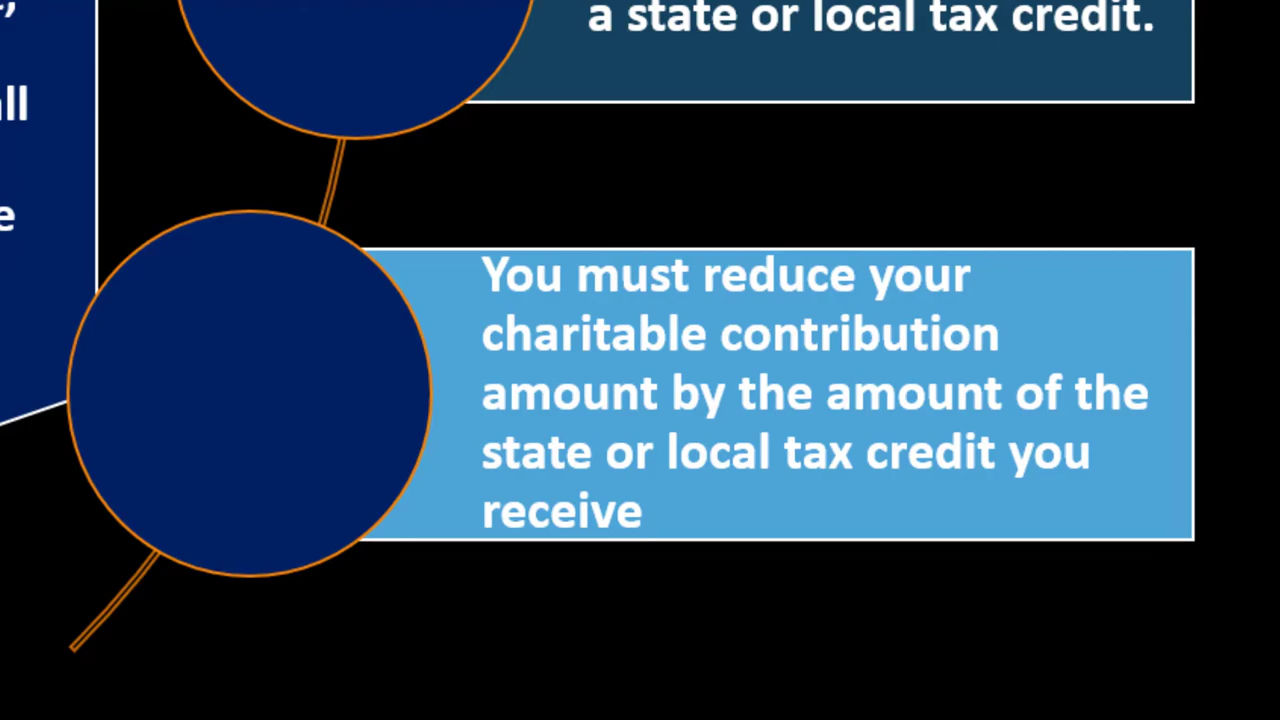 a state or local tax credit.
all
e
You must reduce your
charitable contribution
amount by the amount of the
state or local tax credit you
receive